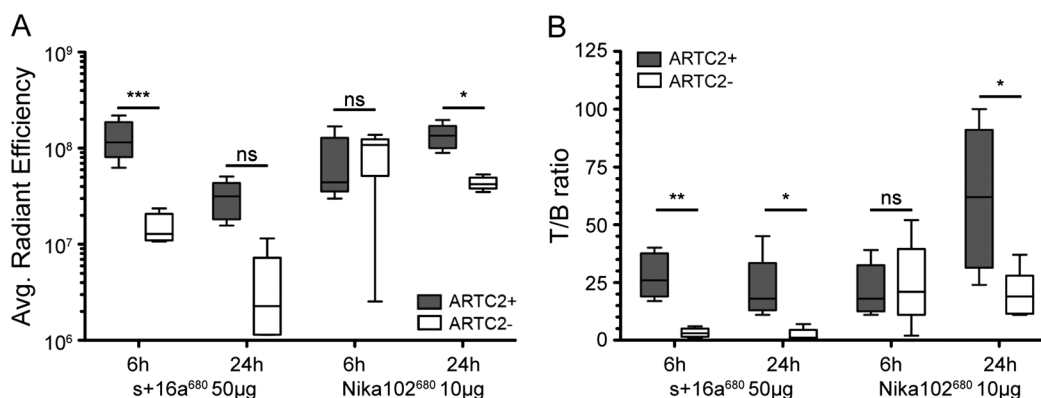 A
Avg. Radiant Efficiency
10⁹
10⁸
10⁷
10⁶
***
ns
ns
*
ARTC2+
ARTC2-
6h 24h 6h 24h
s+16a⁶⁸⁰ 50µg Nika102⁶⁸⁰ 10µg
B
T/B ratio
125
100
75
50
25
0
ARTC2+
ARTC2-
**
*
ns
*
6h 24h 6h 24h
s+16a⁶⁸⁰ 50µg Nika102⁶⁸⁰ 10µg